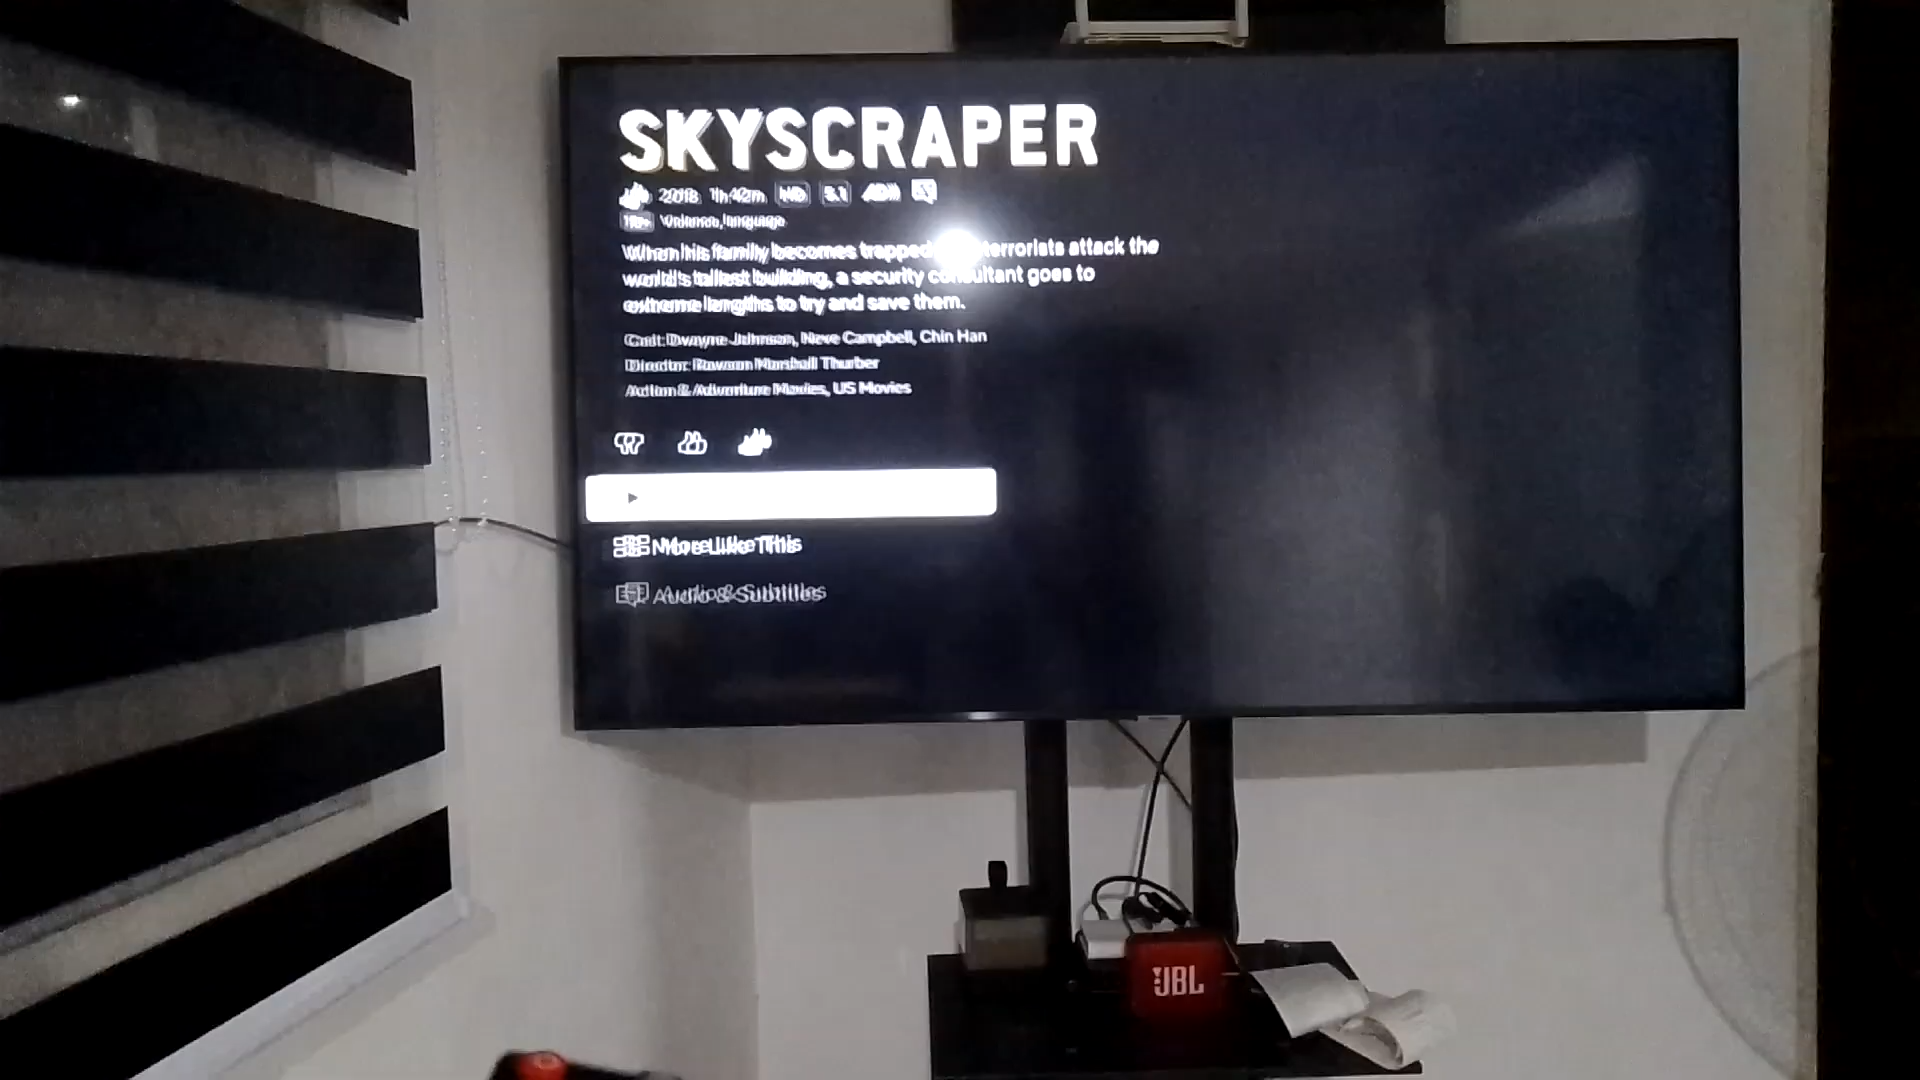 SKYSCRAPER
2018 1h 42m HD 5.1 AD
Violence, language
When his family becomes trapped terrorists attack the
world's tallest building, a security consultant goes to
extreme lengths to try and save them.
Cast: Dwayne Johnson, Neve Campbell, Chin Han
Director: Rawson Marshall Thurber
Action & Adventure Movies, US Movies
More Like This
Audio & Subtitles
JBL